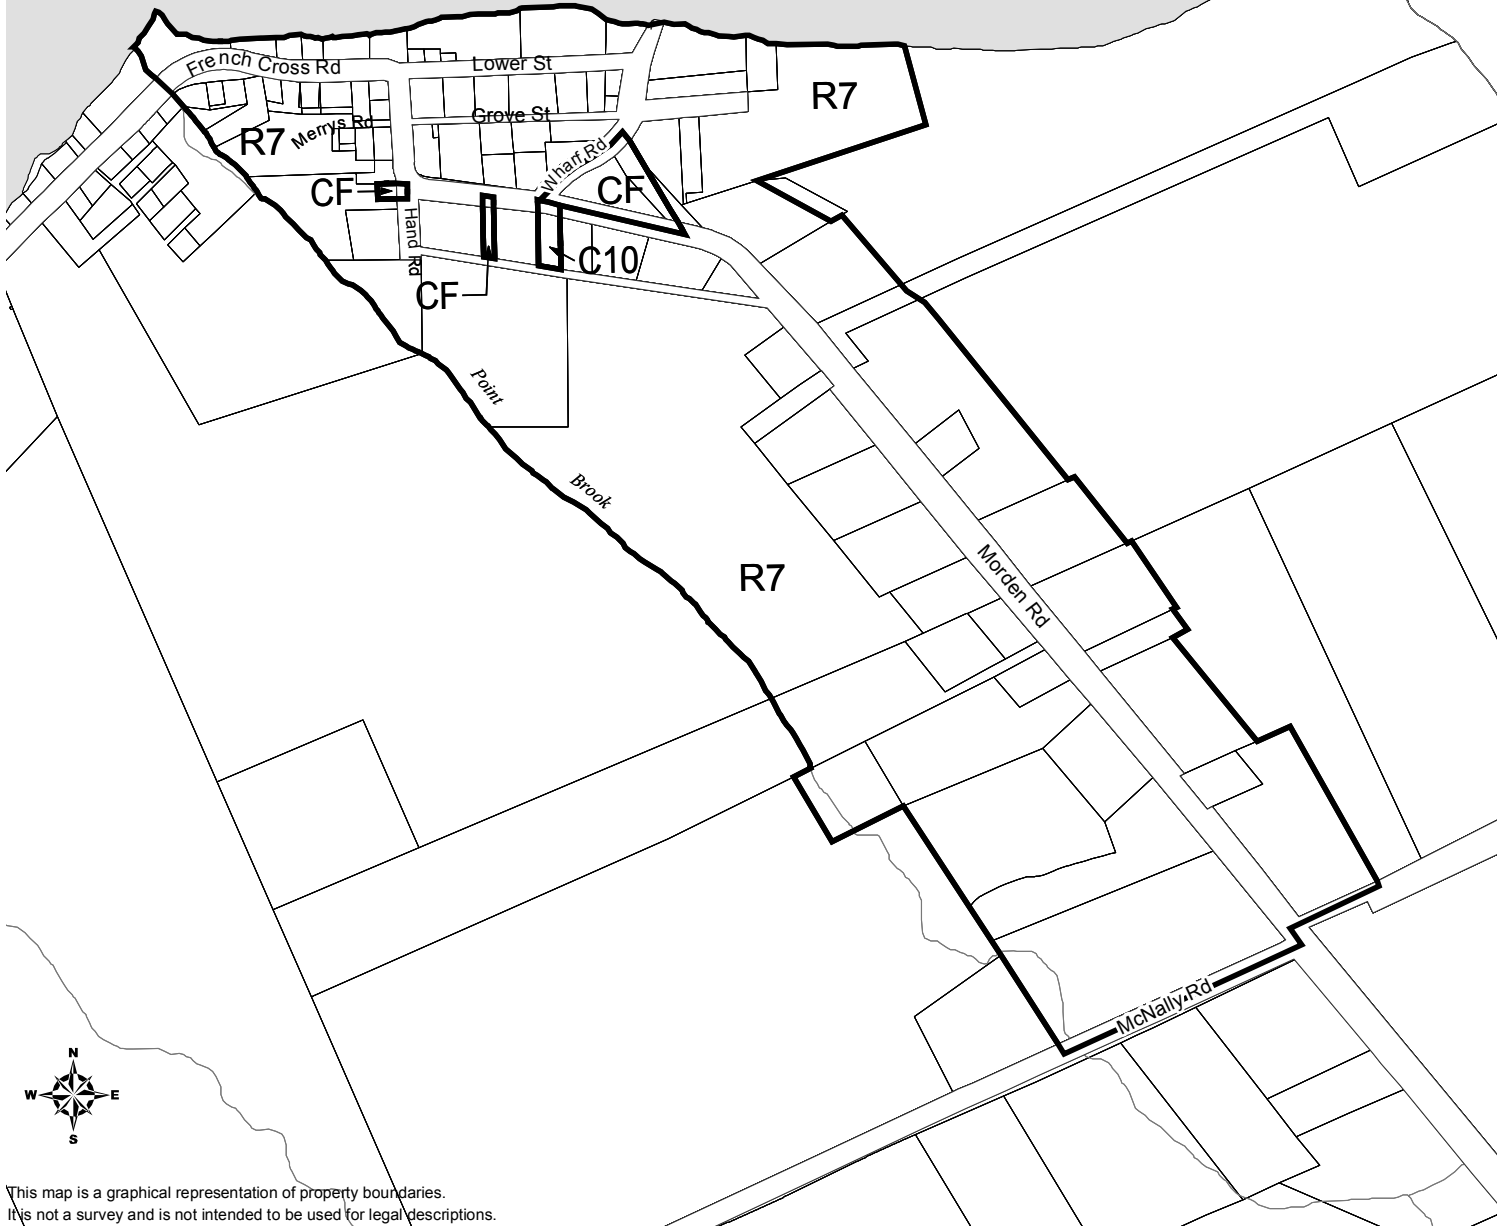 French Cross Rd
Lower St
Grove St
R7
Merrys Rd
R7
Wharf Rd
CF
CF
Hand Rd
C10
CF
Point
Brook
R7
Morden Rd
McNally Rd
N
W
E
S
This map is a graphical representation of property boundaries.
It is not a survey and is not intended to be used for legal descriptions.